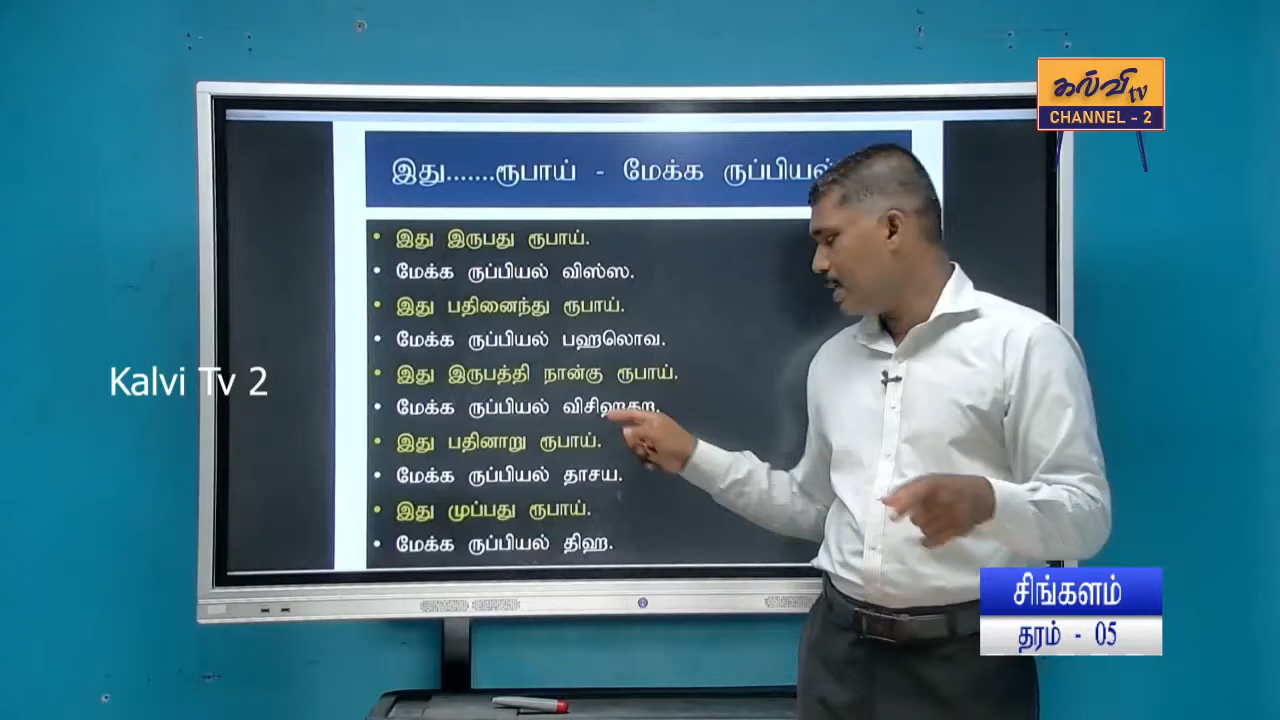 கல்வி TV
CHANNEL - 2
இது.......ரூபாய் - மேக்க ருப்பியல்
• இது இருபது ரூபாய்.
• மேக்க ருப்பியல் விஸ்ஸ.
• இது பதினைந்து ரூபாய்.
• மேக்க ருப்பியல் பஹலொவ.
• இது இருபத்தி நான்கு ரூபாய்.
• மேக்க ருப்பியல்
• இது பதினாறு ரூபாய்.
• மேக்க ருப்பியல் தாசய.
• இது முப்பது ரூபாய்.
• மேக்க ருப்பியல் திஹ.
Kalvi Tv 2
சிங்களம்
தரம் - 05